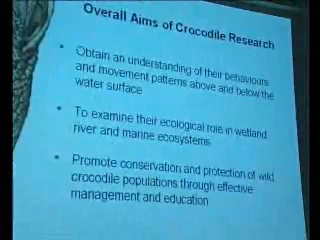 Overall Aims of Crocodile Research
• Obtain an understanding of their behaviours
and movement patterns above and below the
water surface
• To examine their ecological role in wetland
river and marine ecosystems
• Promote conservation and protection of wild
crocodile populations through effective
management and education